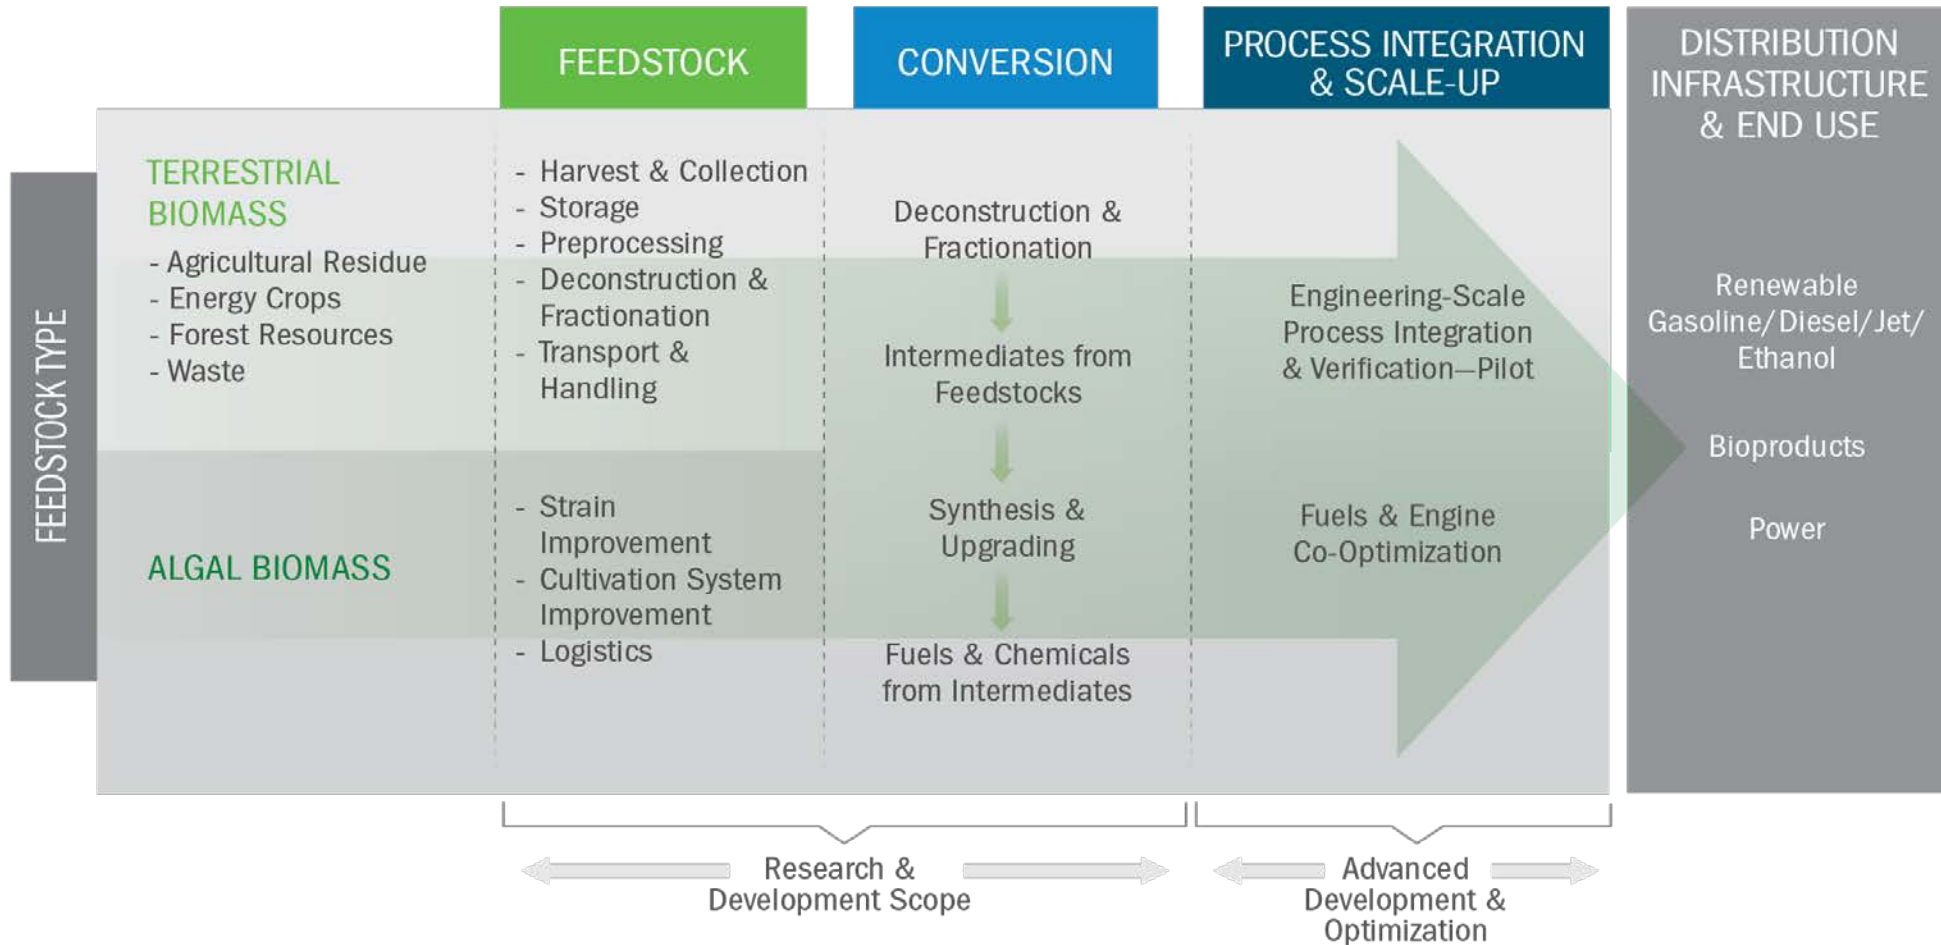 FEEDSTOCK
CONVERSION
PROCESS INTEGRATION
& SCALE-UP
DISTRIBUTION
INFRASTRUCTURE
& END USE
FEEDSTOCK TYPE
TERRESTRIAL
BIOMASS
- Agricultural Residue
- Energy Crops
- Forest Resources
- Waste
- Harvest & Collection
- Storage
- Preprocessing
- Deconstruction &
Fractionation
- Transport &
Handling
ALGAL BIOMASS
- Strain
Improvement
- Cultivation System
Improvement
- Logistics
Deconstruction &
Fractionation
Intermediates from
Feedstocks
Synthesis &
Upgrading
Fuels & Chemicals
from Intermediates
Engineering-Scale
Process Integration
& Verification—Pilot
Fuels & Engine
Co-Optimization
Renewable
Gasoline/Diesel/Jet/
Ethanol
Bioproducts
Power
Research &
Development Scope
Advanced
Development &
Optimization